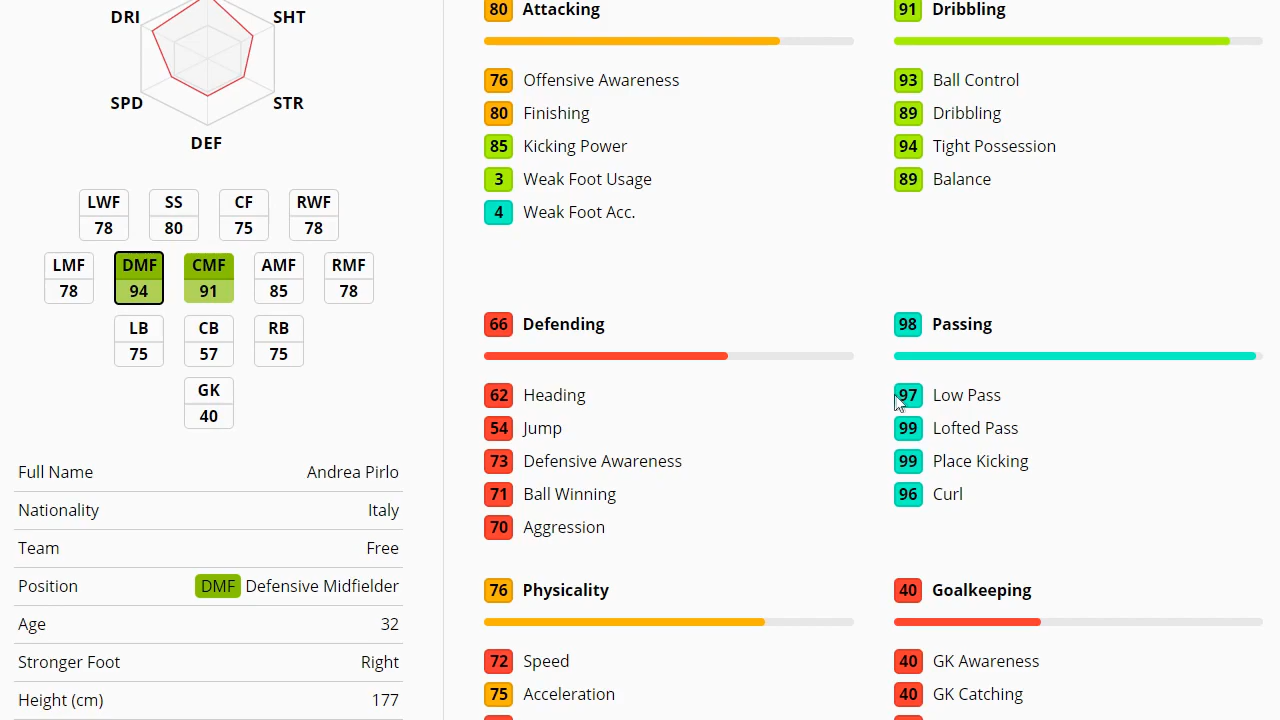 DRI
SHT
SPD
STR
DEF
LWF
SS
CF
RWF
78
80
75
78
LMF
DMF
CMF
AMF
RMF
78
94
91
85
78
LB
CB
RB
75
57
75
GK
40
Full Name Andrea Pirlo
Nationality Italy
Team Free
Position DMF Defensive Midfielder
Age 32
Stronger Foot Right
Height (cm) 177
80 Attacking
76 Offensive Awareness
80 Finishing
85 Kicking Power
3 Weak Foot Usage
4 Weak Foot Acc.
91 Dribbling
93 Ball Control
89 Dribbling
94 Tight Possession
89 Balance
66 Defending
62 Heading
54 Jump
73 Defensive Awareness
71 Ball Winning
70 Aggression
98 Passing
97 Low Pass
99 Lofted Pass
99 Place Kicking
96 Curl
76 Physicality
72 Speed
75 Acceleration
40 Goalkeeping
40 GK Awareness
40 GK Catching